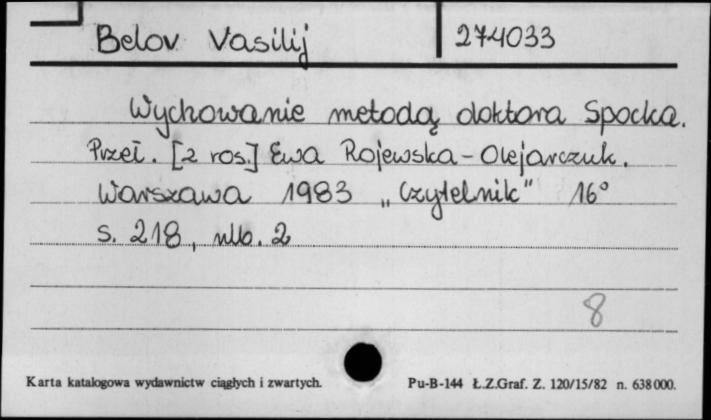 Belov Vasilij 274033
Wychowanie metodą doktora Spocka.
Przeł. [z ros.] Ewa Rojewska-Olejarczuk.
Warszawa 1983 „Czytelnik" 16°
s. 218, nlb. 2
8
Karta katalogowa wydawnictw ciągłych i zwartych. Pu-B-144 Ł.Z.Graf. Z. 120/15/82 n. 638000.